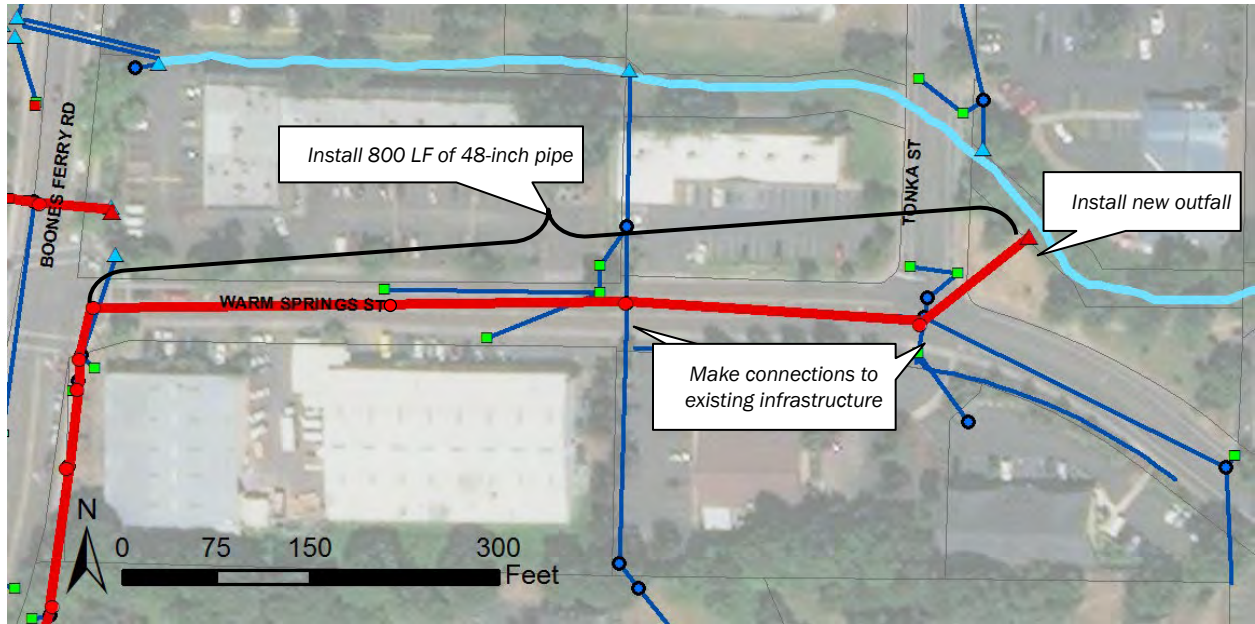 BOONES FERRY RD
Install 800 LF of 48-inch pipe
TONKA ST
Install new outfall
WARM SPRINGS ST
Make connections to
existing infrastructure
N
0 75 150 300
Feet